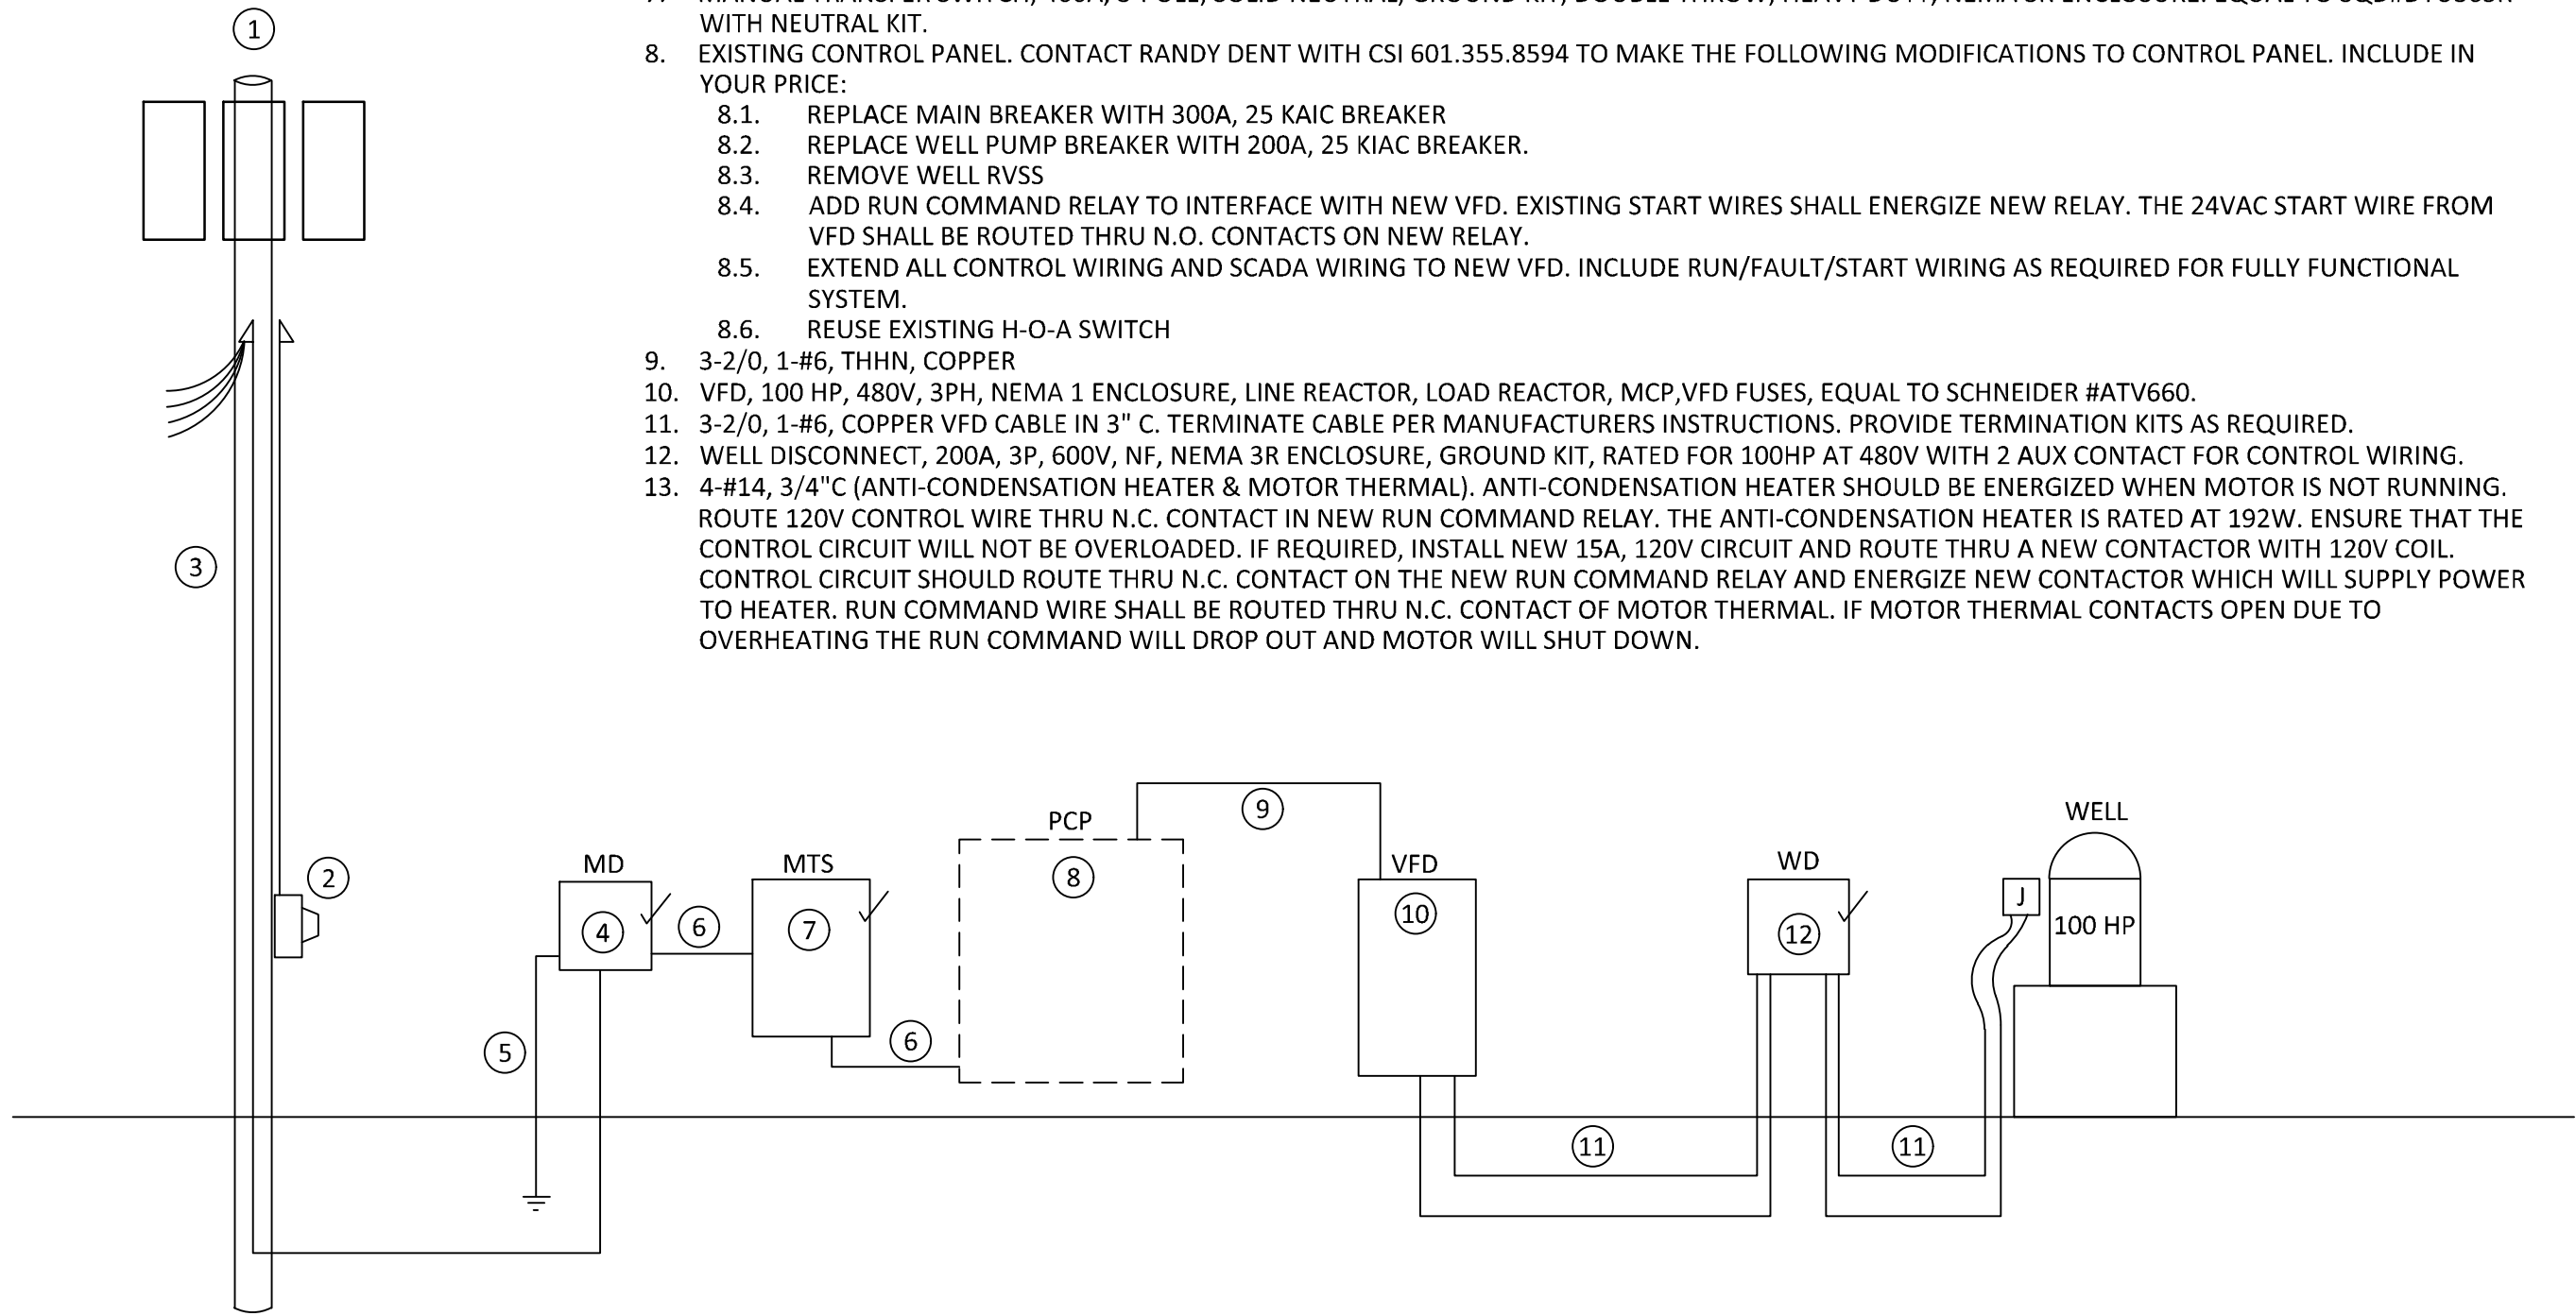 MANUAL TRANSFER SWITCH, SOLID NEUTRAL, GROUND KIT, DOUBLE THROW, HEAVY DUTY, NEMA ENCLOSURE. EQUAL TO
WITH NEUTRAL KIT.
8. EXISTING CONTROL PANEL. CONTACT RANDY DENT WITH CSI 601.355.8594 TO MAKE THE FOLLOWING MODIFICATIONS TO CONTROL PANEL. INCLUDE IN
YOUR PRICE:
8.1. REPLACE MAIN BREAKER WITH 300A, 25 KAIC BREAKER
8.2. REPLACE WELL PUMP BREAKER WITH 200A, 25 KIAC BREAKER.
8.3. REMOVE WELL RVSS
8.4. ADD RUN COMMAND RELAY TO INTERFACE WITH NEW VFD. EXISTING START WIRES SHALL ENERGIZE NEW RELAY. THE 24VAC START WIRE FROM
VFD SHALL BE ROUTED THRU N.O. CONTACTS ON NEW RELAY.
8.5. EXTEND ALL CONTROL WIRING AND SCADA WIRING TO NEW VFD. INCLUDE RUN/FAULT/START WIRING AS REQUIRED FOR FULLY FUNCTIONAL
SYSTEM.
8.6. REUSE EXISTING H-O-A SWITCH
9. 3-2/0, 1-#6, THHN, COPPER
10. VFD, 100 HP, 480V, 3PH, NEMA 1 ENCLOSURE, LINE REACTOR, LOAD REACTOR, MCP,VFD FUSES, EQUAL TO SCHNEIDER #ATV660.
11. 3-2/0, 1-#6, COPPER VFD CABLE IN 3" C. TERMINATE CABLE PER MANUFACTURERS INSTRUCTIONS. PROVIDE TERMINATION KITS AS REQUIRED.
12. WELL DISCONNECT, 200A, 3P, 600V, NF, NEMA 3R ENCLOSURE, GROUND KIT, RATED FOR 100HP AT 480V WITH 2 AUX CONTACT FOR CONTROL WIRING.
13. 4-#14, 3/4"C (ANTI-CONDENSATION HEATER & MOTOR THERMAL). ANTI-CONDENSATION HEATER SHOULD BE ENERGIZED WHEN MOTOR IS NOT RUNNING.
ROUTE 120V CONTROL WIRE THRU N.C. CONTACT IN NEW RUN COMMAND RELAY. THE ANTI-CONDENSATION HEATER IS RATED AT 192W. ENSURE THAT THE
CONTROL CIRCUIT WILL NOT BE OVERLOADED. IF REQUIRED, INSTALL NEW 15A, 120V CIRCUIT AND ROUTE THRU A NEW CONTACTOR WITH 120V COIL.
CONTROL CIRCUIT SHOULD ROUTE THRU N.C. CONTACT ON THE NEW RUN COMMAND RELAY AND ENERGIZE NEW CONTACTOR WHICH WILL SUPPLY POWER
TO HEATER. RUN COMMAND WIRE SHALL BE ROUTED THRU N.C. CONTACT OF MOTOR THERMAL. IF MOTOR THERMAL CONTACTS OPEN DUE TO
OVERHEATING THE RUN COMMAND WILL DROP OUT AND MOTOR WILL SHUT DOWN.
1
3
2
MD
4
5
6
MTS
7
6
PCP
8
9
VFD
10
11
WD
12
11
J
WELL
100 HP